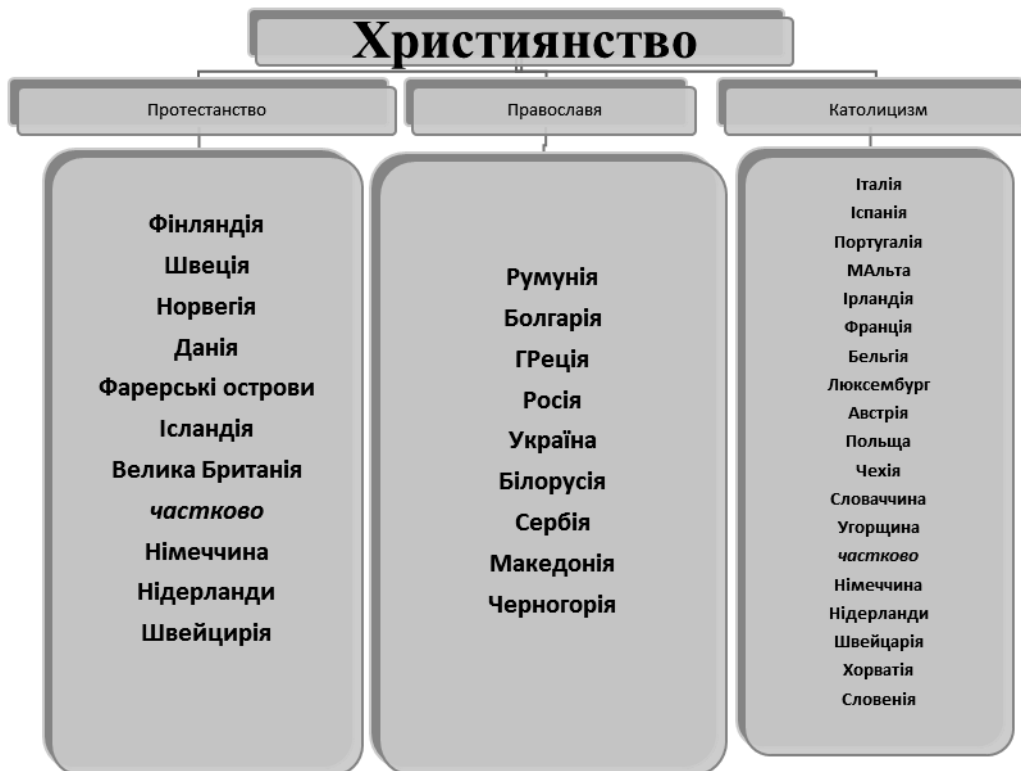 Християнство
Протестанство
Православя
Католицизм
Фінляндія
Швеція
Норвегія
Данія
Фарерські острови
Ісландія
Велика Британія
частково
Німеччина
Нідерланди
Швейцирія
Румунія
Болгарія
ГРеція
Росія
Україна
Білорусія
Сербія
Македонія
Черногорія
Італія
Іспанія
Португалія
МАльта
Ірландія
Франція
Бельгія
Люксембург
Австрія
Польща
Чехія
Словаччина
Угорщина
частково
Німеччина
Нідерланди
Швейцарія
Хорватія
Словенія